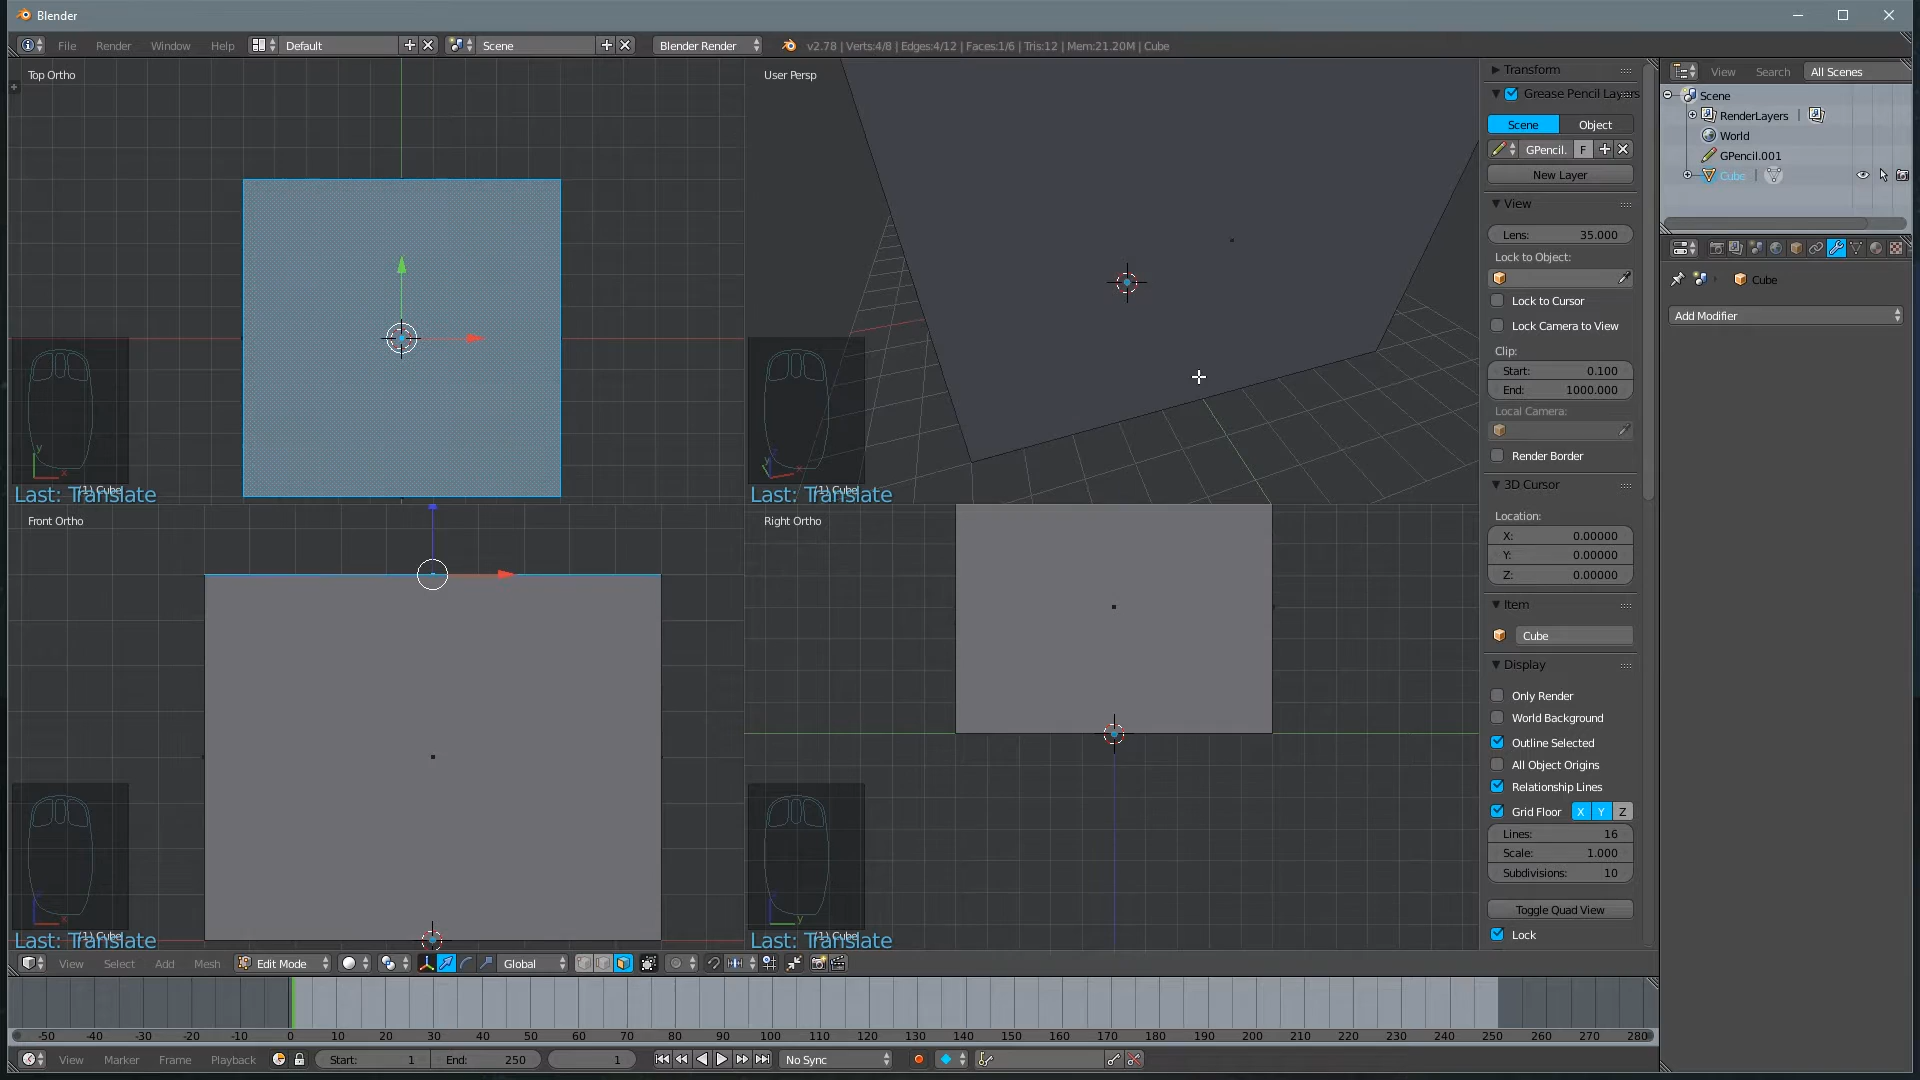 Blender
File Render Window Help Default Scene Blender Render v2.78 | Verts:4/8 | Edges:4/12 | Faces:1/6 | Tris:12 | Mem:21.20M | Cube
Top Ortho
User Persp
(1) Cube
Last: Translate
(1) Cube
Last: Translate
Front Ortho
Right Ortho
(1) Cube
Last: Translate
(1) Cube
Last: Translate
Transform
Grease Pencil Layers
Scene Object
GPencil. F
New Layer
View
Lens: 35.000
Lock to Object:
Lock to Cursor
Lock Camera to View
Clip:
Start: 0.100
End: 1000.000
Local Camera:
Render Border
3D Cursor
Location:
X: 0.00000
Y: 0.00000
Z: 0.00000
Item
Cube
Display
Only Render
World Background
Outline Selected
All Object Origins
Relationship Lines
Grid Floor X Y Z
Lines: 16
Scale: 1.000
Subdivisions: 10
Toggle Quad View
Lock
View Search All Scenes
Scene
RenderLayers
World
GPencil.001
Cube
Cube
Add Modifier
View Select Add Mesh Edit Mode Global
-50 -40 -30 -20 -10 0 10 20 30 40 50 60 70 80 90 100 110 120 130 140 150 160 170 180 190 200 210 220 230 240 250 260 270 280
View Marker Frame Playback Start: 1 End: 250 1 No Sync